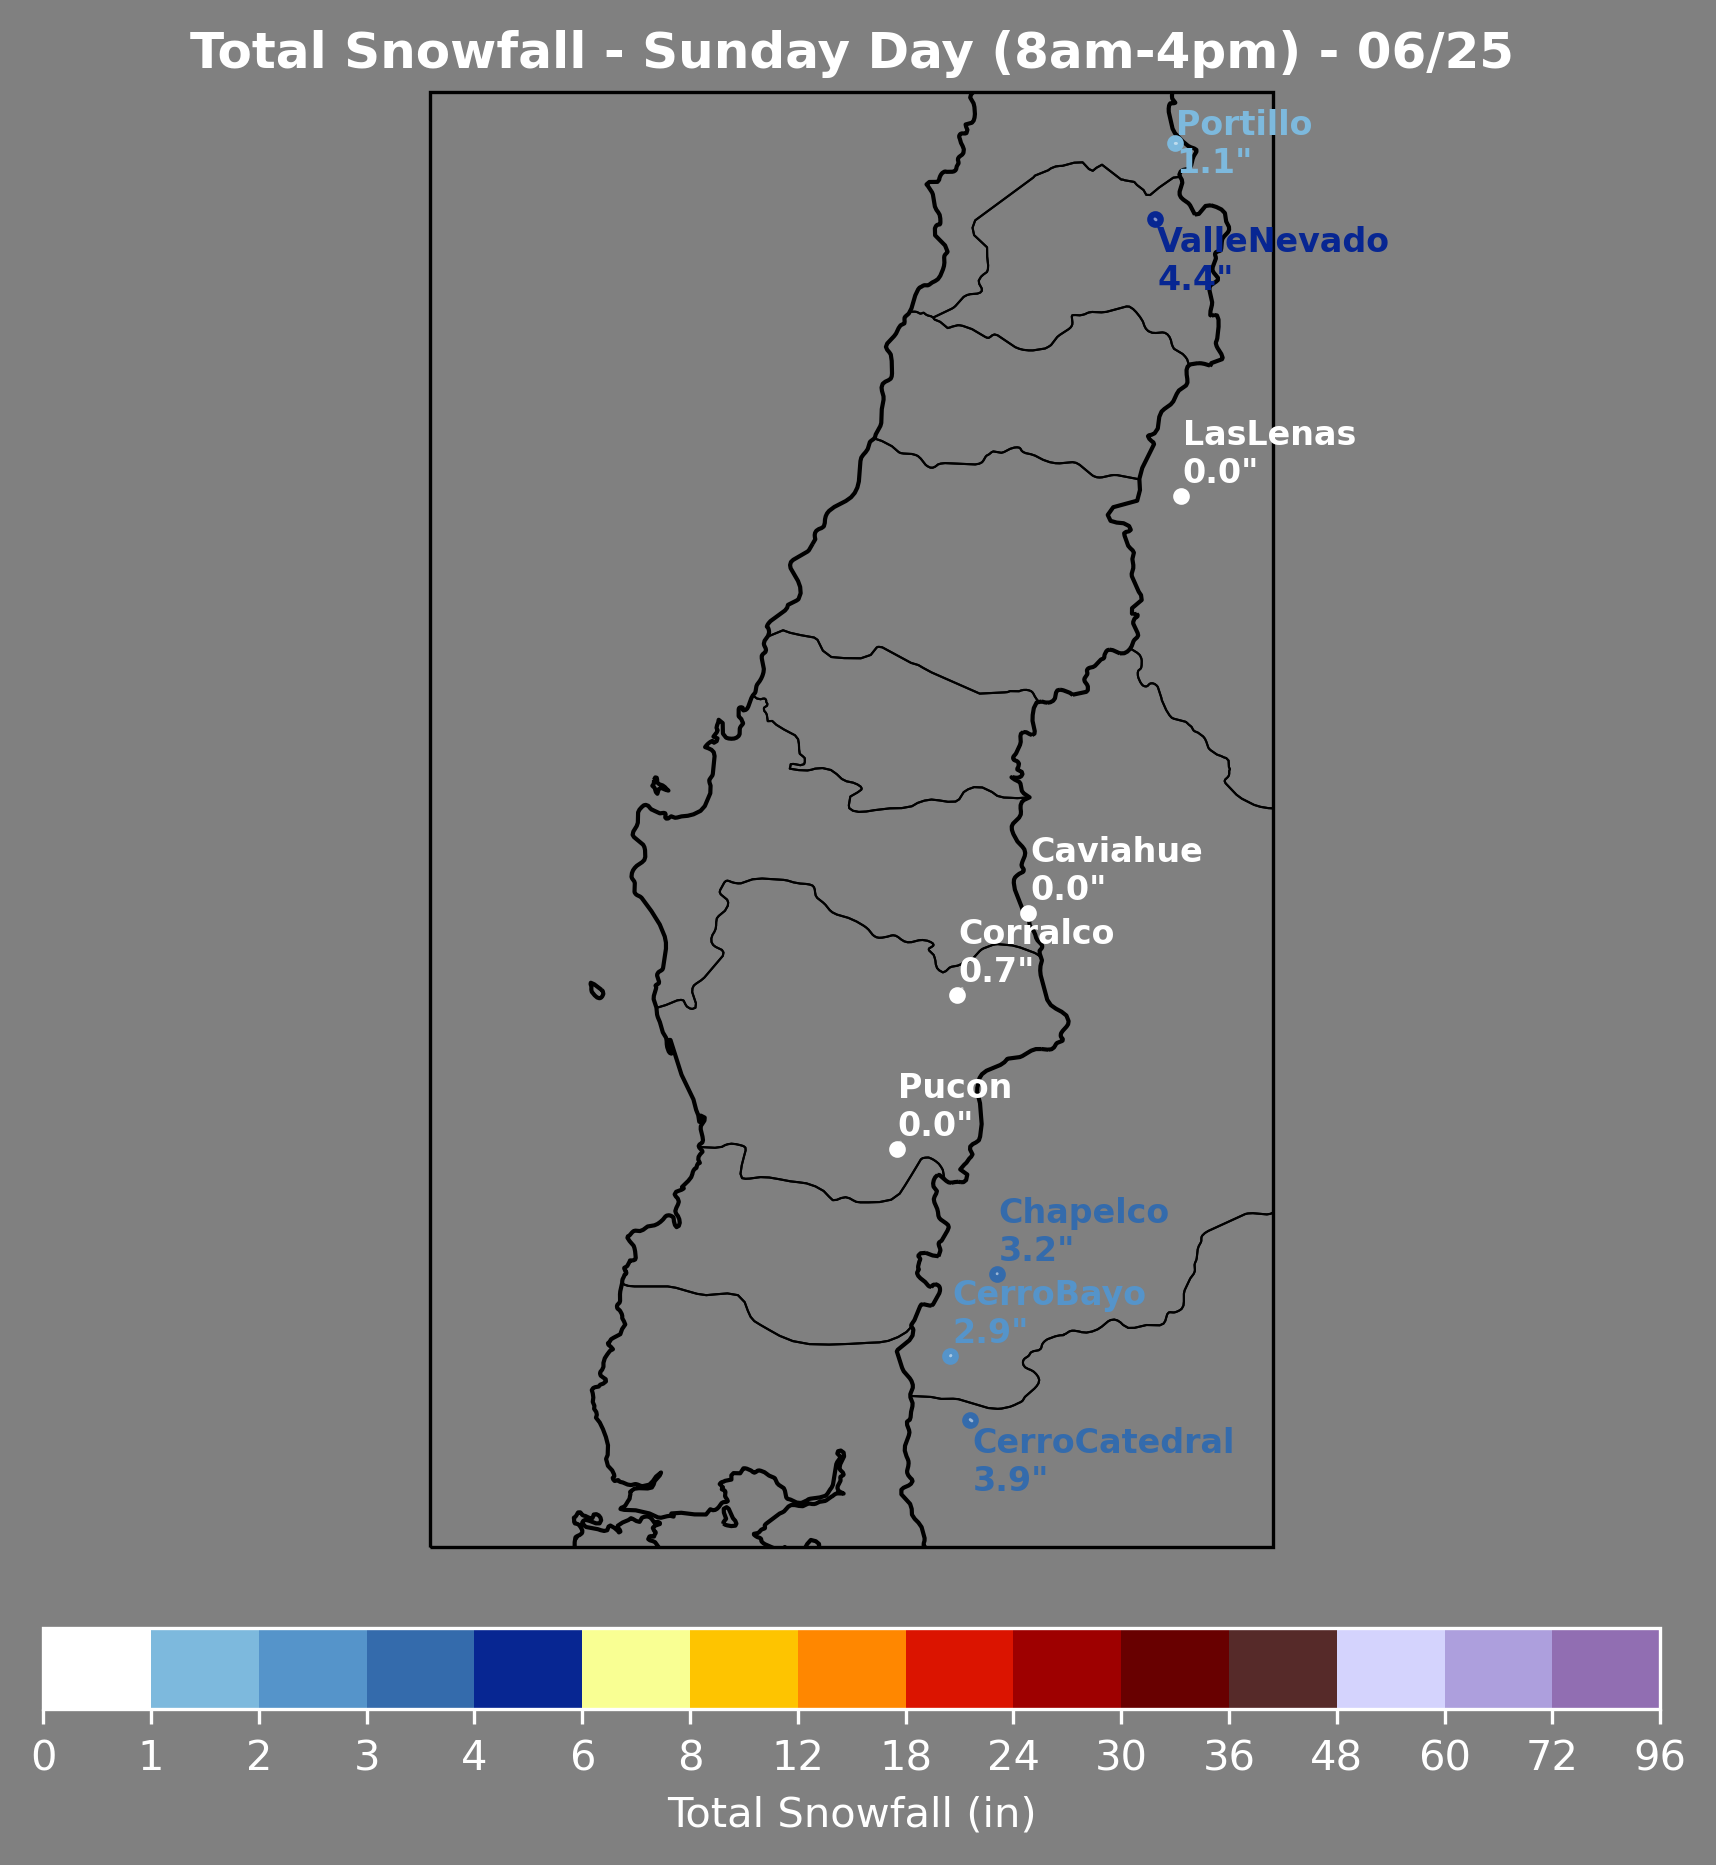 Total Snowfall - Sunday Day (8am-4pm) - 06/25
Portillo
1.1"
ValleNevado
4.4"
LasLenas
0.0"
Caviahue
0.0"
Corralco
0.7"
Pucon
0.0"
Chapelco
3.2"
CerroBayo
2.9"
CerroCatedral
3.9"
0 1 2 3 4 6 8 12 18 24 30 36 48 60 72 96
Total Snowfall (in)